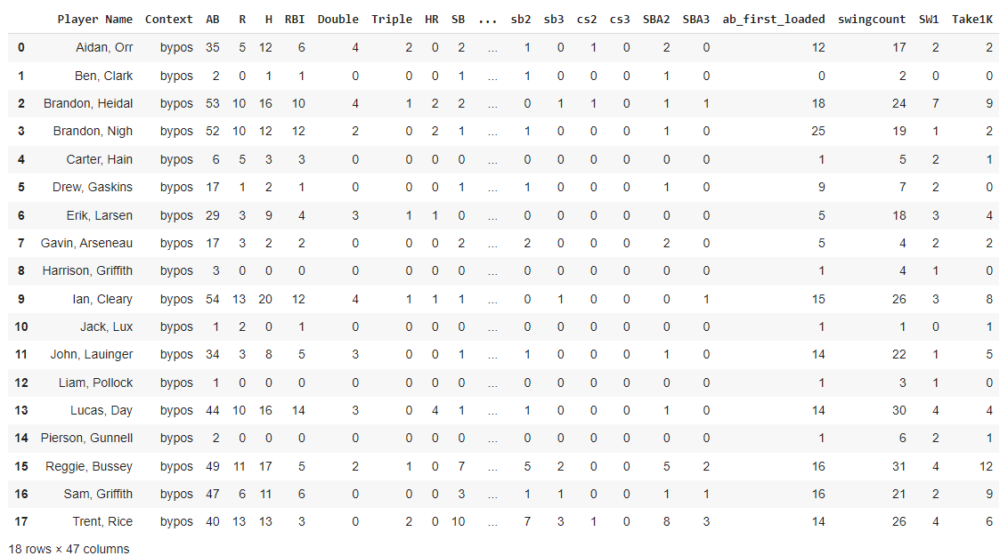 Player Name Context AB R H RBI Double Triple HR SB ... sb2 sb3 cs2 cs3 SBA2 SBA3 ab_first_loaded swingcount SW1 Take1K
0 Aidan, Orr bypos 35 5 12 6 4 2 0 2 ... 1 0 1 0 2 0 12 17 2 2
1 Ben, Clark bypos 2 0 1 1 0 0 0 1 ... 1 0 0 0 1 0 0 2 0 0
2 Brandon, Heidal bypos 53 10 16 10 4 1 2 2 ... 0 1 1 0 1 1 18 24 7 9
3 Brandon, Nigh bypos 52 10 12 12 2 0 2 1 ... 1 0 0 0 1 0 25 19 1 2
4 Carter, Hain bypos 6 5 3 3 0 0 0 0 ... 0 0 0 0 0 0 1 5 2 1
5 Drew, Gaskins bypos 17 1 2 1 0 0 0 1 ... 1 0 0 0 1 0 9 7 2 0
6 Erik, Larsen bypos 29 3 9 4 3 1 1 0 ... 0 0 0 0 0 0 5 18 3 4
7 Gavin, Arseneau bypos 17 3 2 2 0 0 0 2 ... 2 0 0 0 2 0 5 4 2 2
8 Harrison, Griffith bypos 3 0 0 0 0 0 0 0 ... 0 0 0 0 0 0 1 4 1 0
9 Ian, Cleary bypos 54 13 20 12 4 1 1 1 ... 0 1 0 0 0 1 15 26 3 8
10 Jack, Lux bypos 1 2 0 1 0 0 0 0 ... 0 0 0 0 0 0 1 1 0 1
11 John, Lauinger bypos 34 3 8 5 3 0 0 1 ... 1 0 0 0 1 0 14 22 1 5
12 Liam, Pollock bypos 1 0 0 0 0 0 0 0 ... 0 0 0 0 0 0 1 3 1 0
13 Lucas, Day bypos 44 10 16 14 3 0 4 1 ... 1 0 0 0 1 0 14 30 4 4
14 Pierson, Gunnell bypos 2 0 0 0 0 0 0 0 ... 0 0 0 0 0 0 1 6 2 1
15 Reggie, Bussey bypos 49 11 17 5 2 1 0 7 ... 5 2 0 0 5 2 16 31 4 12
16 Sam, Griffith bypos 47 6 11 6 0 0 0 3 ... 1 1 0 0 1 1 16 21 2 9
17 Trent, Rice bypos 40 13 13 3 0 2 0 10 ... 7 3 1 0 8 3 14 26 4 6
18 rows × 47 columns